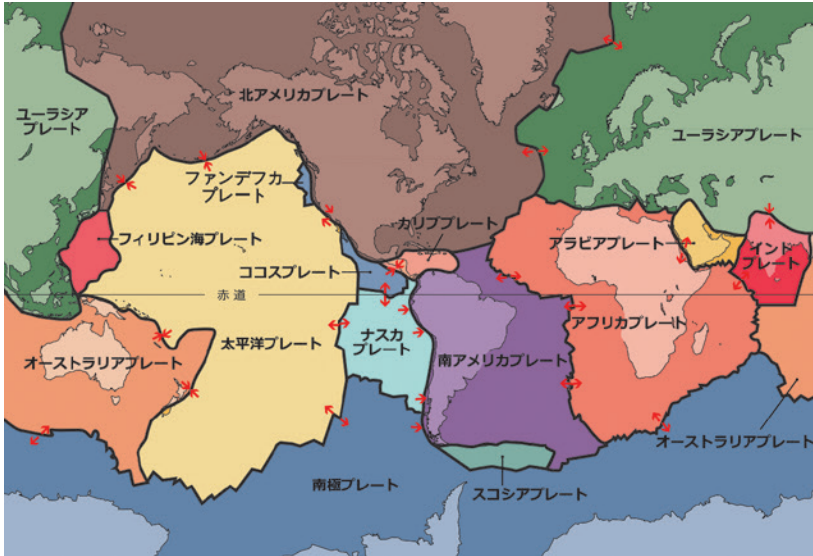 北アメリカプレート
ユーラシア
プレート
ユーラシアプレート
ファンデフカ
プレート
カリブプレート
フィリピン海プレート
アラビアプレート
インド
プレート
ココスプレート
赤道
太平洋プレート
ナスカ
プレート
南アメリカプレート
アフリカプレート
オーストラリアプレート
オーストラリアプレート
南極プレート
スコシアプレート